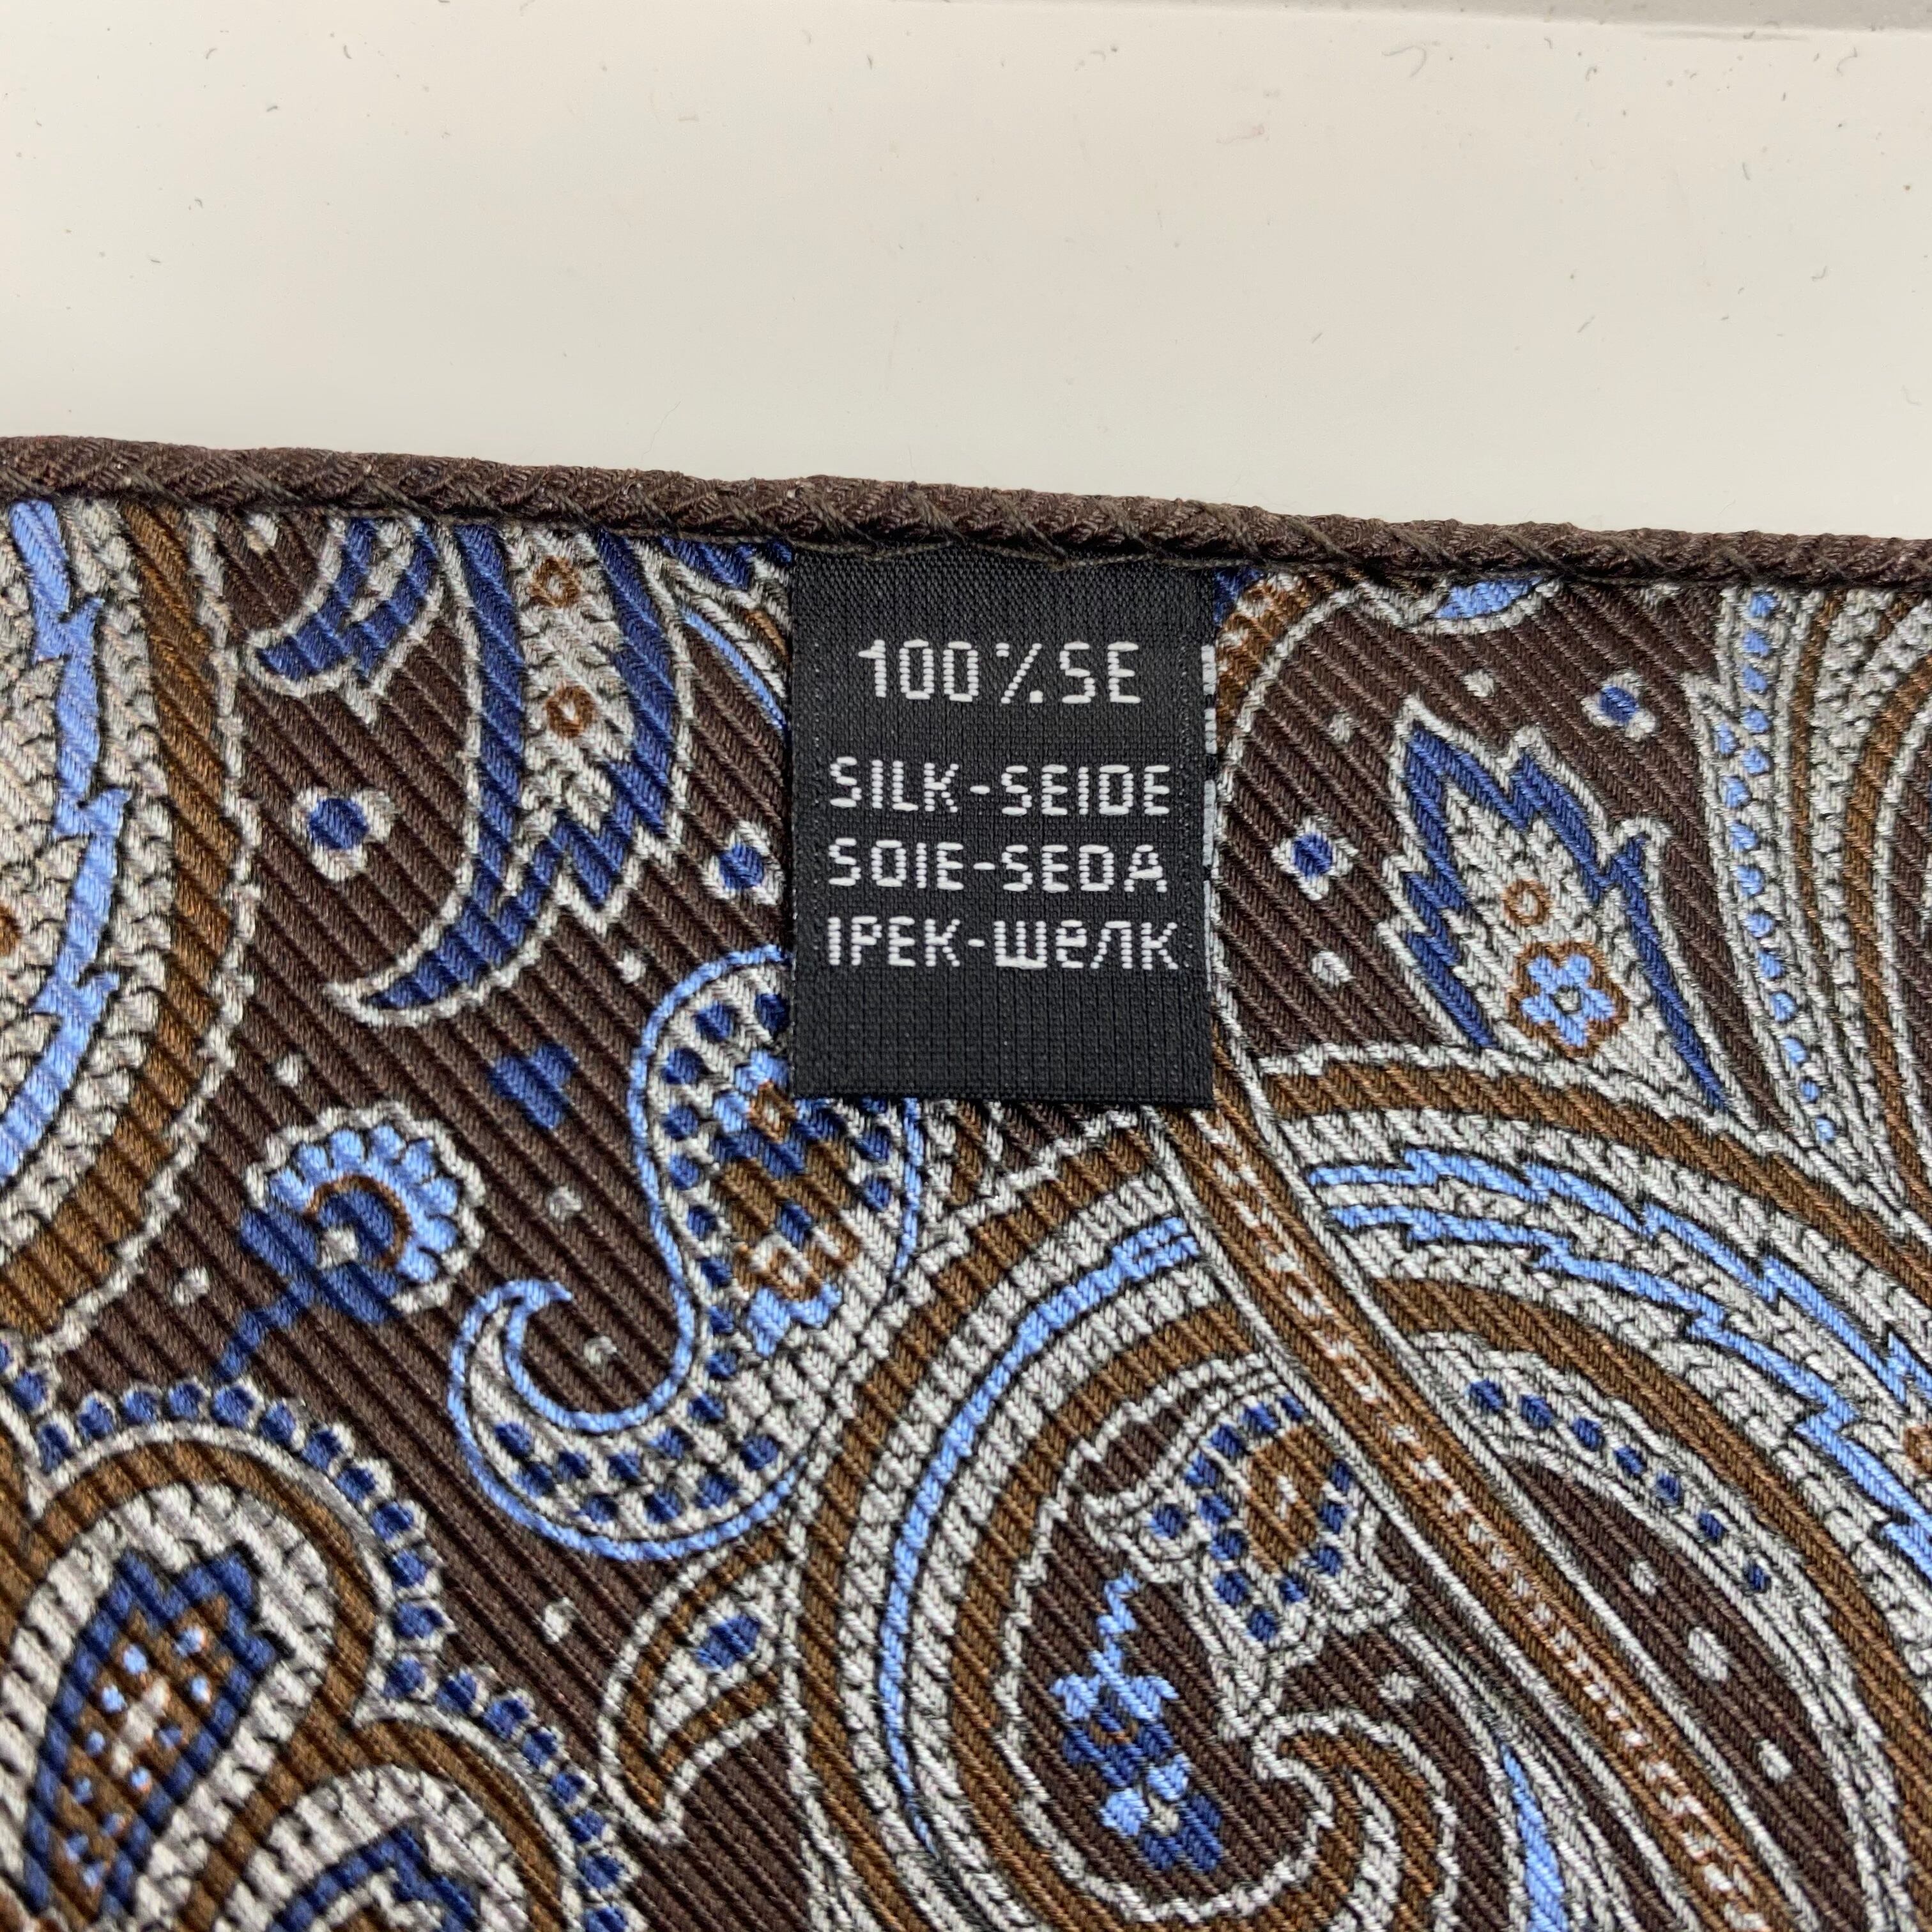 100%SE
SILK-SEIDE
SOIE-SEDA
IPEK-шелк